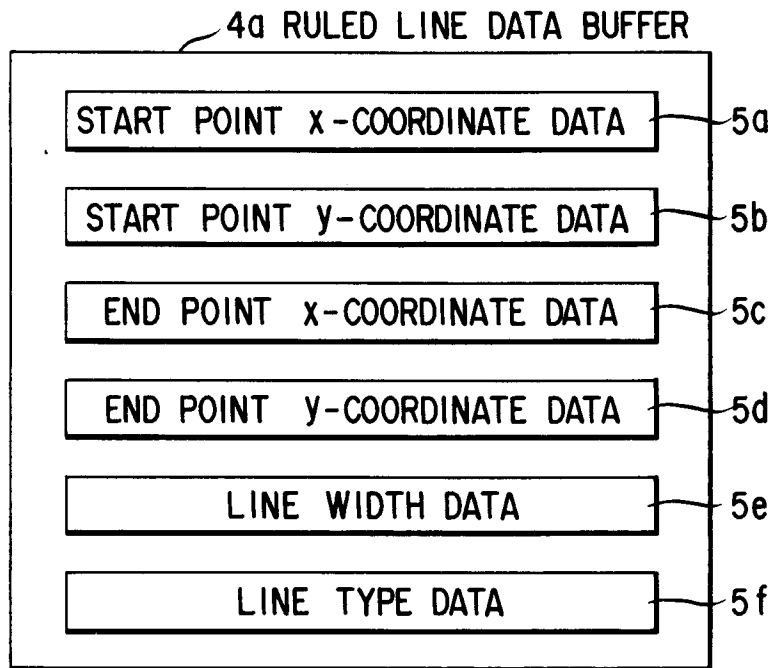 4a RULED LINE DATA BUFFER
START POINT x-COORDINATE DATA 5a
START POINT y-COORDINATE DATA 5b
END POINT x-COORDINATE DATA 5c
END POINT y-COORDINATE DATA 5d
LINE WIDTH DATA 5e
LINE TYPE DATA 5f